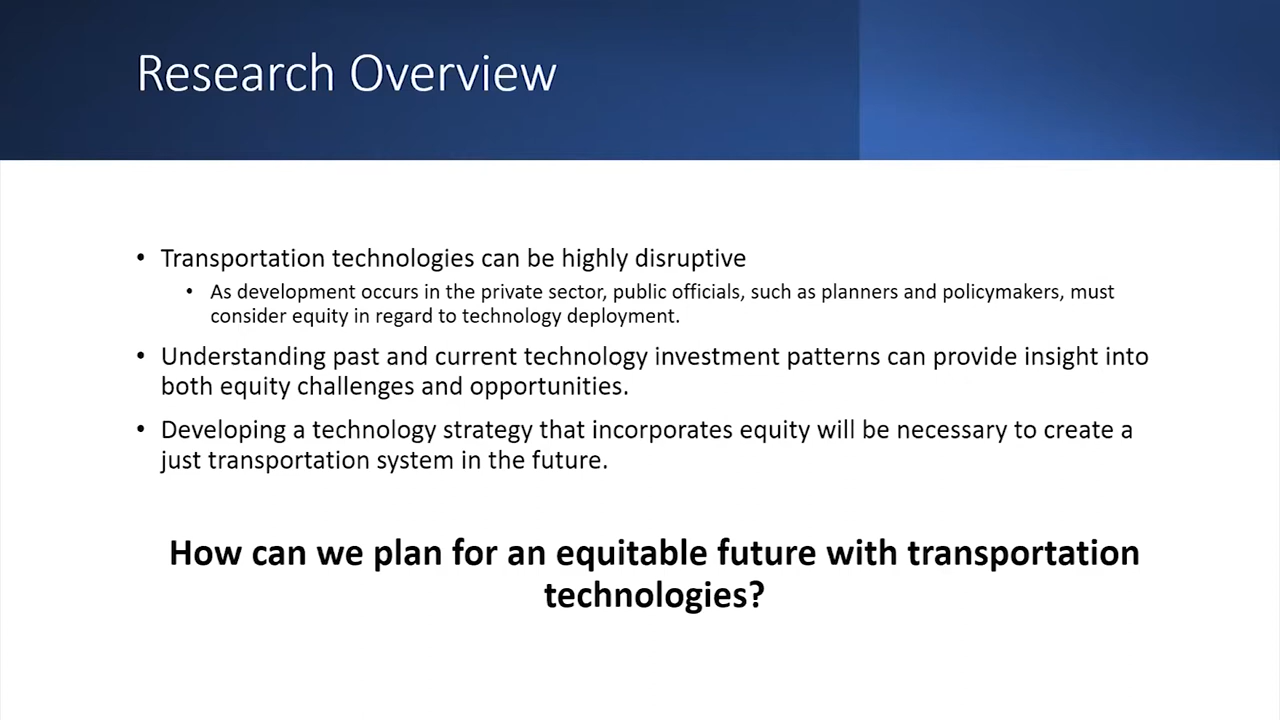 Research Overview
• Transportation technologies can be highly disruptive
• As development occurs in the private sector, public officials, such as planners and policymakers, must
consider equity in regard to technology deployment.
• Understanding past and current technology investment patterns can provide insight into
both equity challenges and opportunities.
• Developing a technology strategy that incorporates equity will be necessary to create a
just transportation system in the future.
How can we plan for an equitable future with transportation
technologies?